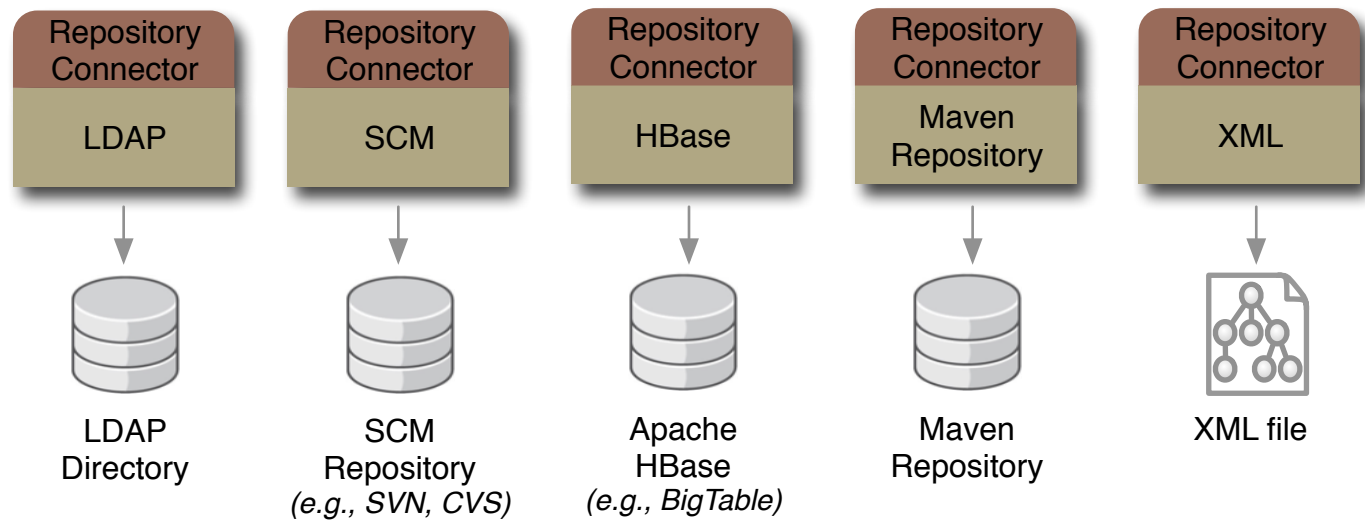 Repository
Connector
LDAP
LDAP
Directory
Repository
Connector
SCM
SCM
Repository
(e.g., SVN, CVS)
Repository
Connector
HBase
Apache
HBase
(e.g., BigTable)
Repository
Connector
Maven
Repository
Maven
Repository
Repository
Connector
XML
XML file